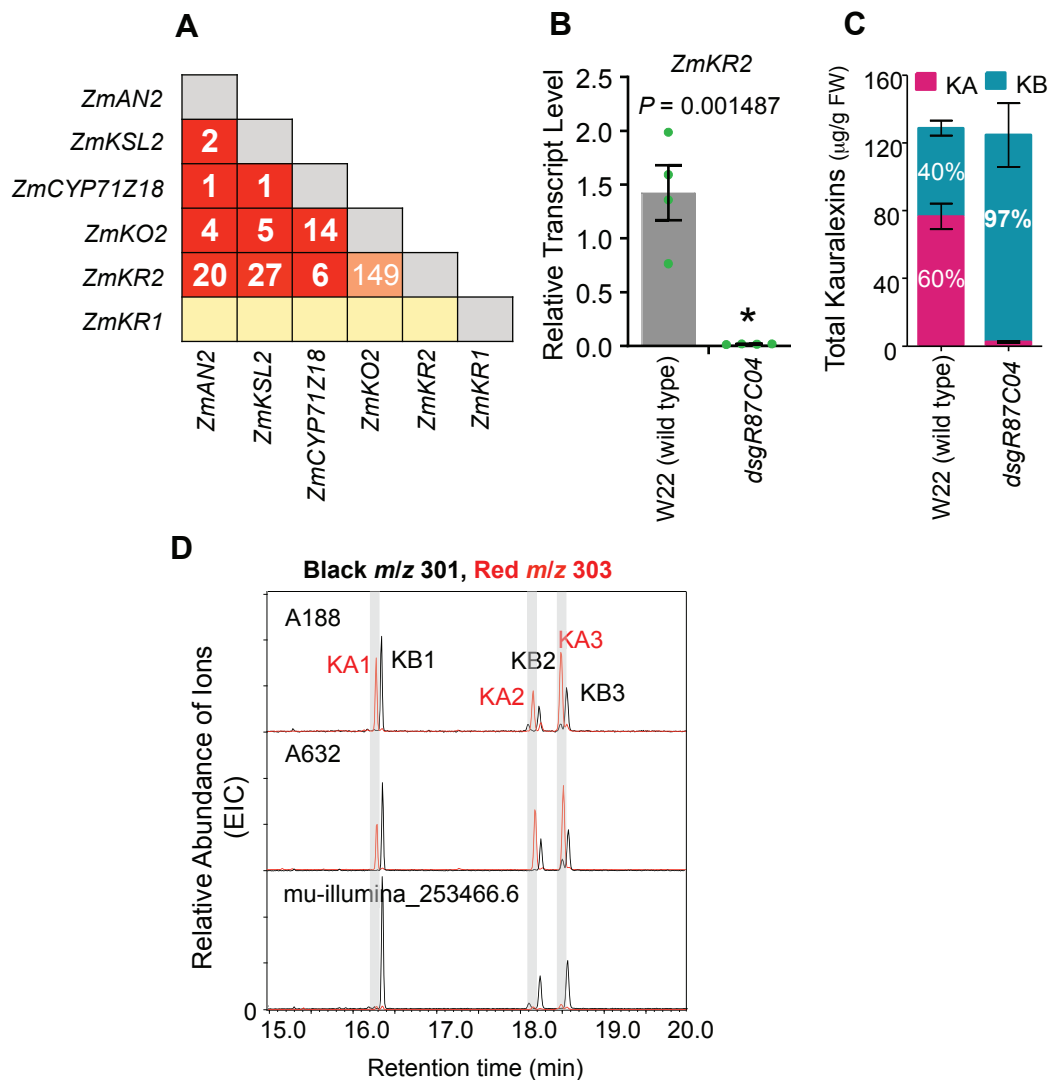 A
ZmAN2
ZmKSL2
2
ZmCYP71Z18
1 1
ZmKO2
4 5 14
ZmKR2
20 27 6 149
ZmKR1
ZmAN2
ZmKSL2
ZmCYP71Z18
ZmKO2
ZmKR2
ZmKR1
B
ZmKR2
P = 0.001487
Relative Transcript Level
2.5
2.0
1.5
1.0
0.5
0.0
*
W22 (wild type)
dsgR87C04
C
KA KB
Total Kauralexins (µg/g FW)
160
120
80
40
0
40%
60%
97%
W22 (wild type)
dsgR87C04
D
Black m/z 301, Red m/z 303
Relative Abundance of Ions
(EIC)
A188
KA1 KB1 KA2 KB2 KA3 KB3
A632
mu-illumina_253466.6
0
15.0 16.0 17.0 18.0 19.0 20.0
Retention time (min)